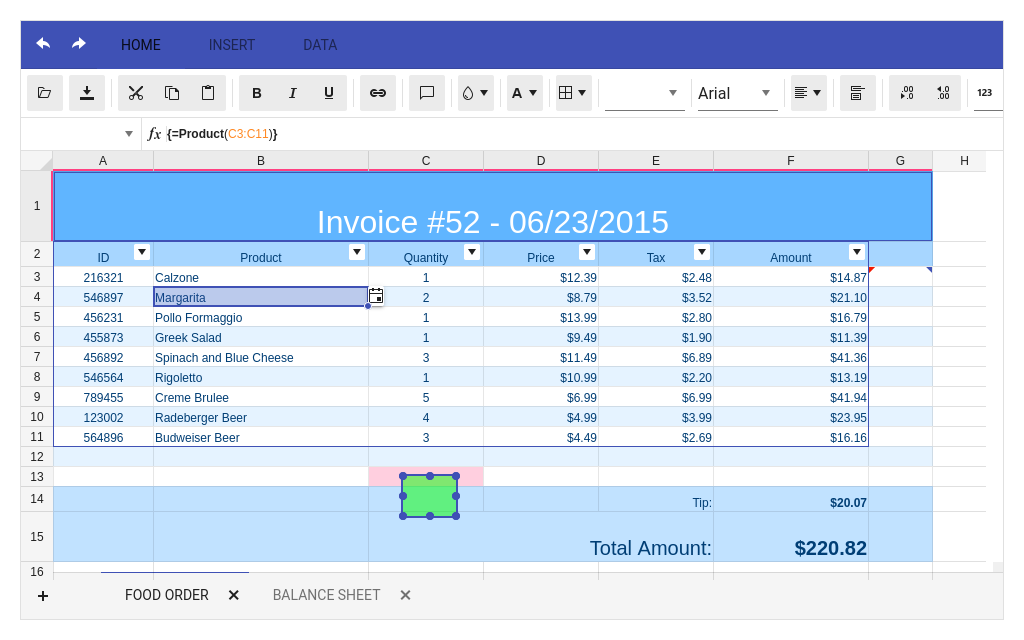 HOME INSERT DATA
B I U A Arial .00 .0 .0 .00 123
fx {=Product(C3:C11)}
A B C D E F G H
1 Invoice #52 - 06/23/2015
2 ID Product Quantity Price Tax Amount
3 216321 Calzone 1 $12.39 $2.48 $14.87
4 546897 Margarita 2 $8.79 $3.52 $21.10
5 456231 Pollo Formaggio 1 $13.99 $2.80 $16.79
6 455873 Greek Salad 1 $9.49 $1.90 $11.39
7 456892 Spinach and Blue Cheese 3 $11.49 $6.89 $41.36
8 546564 Rigoletto 1 $10.99 $2.20 $13.19
9 789455 Creme Brulee 5 $6.99 $6.99 $41.94
10 123002 Radeberger Beer 4 $4.99 $3.99 $23.95
11 564896 Budweiser Beer 3 $4.49 $2.69 $16.16
12
13
14 Tip: $20.07
15 Total Amount: $220.82
16
+ FOOD ORDER × BALANCE SHEET ×